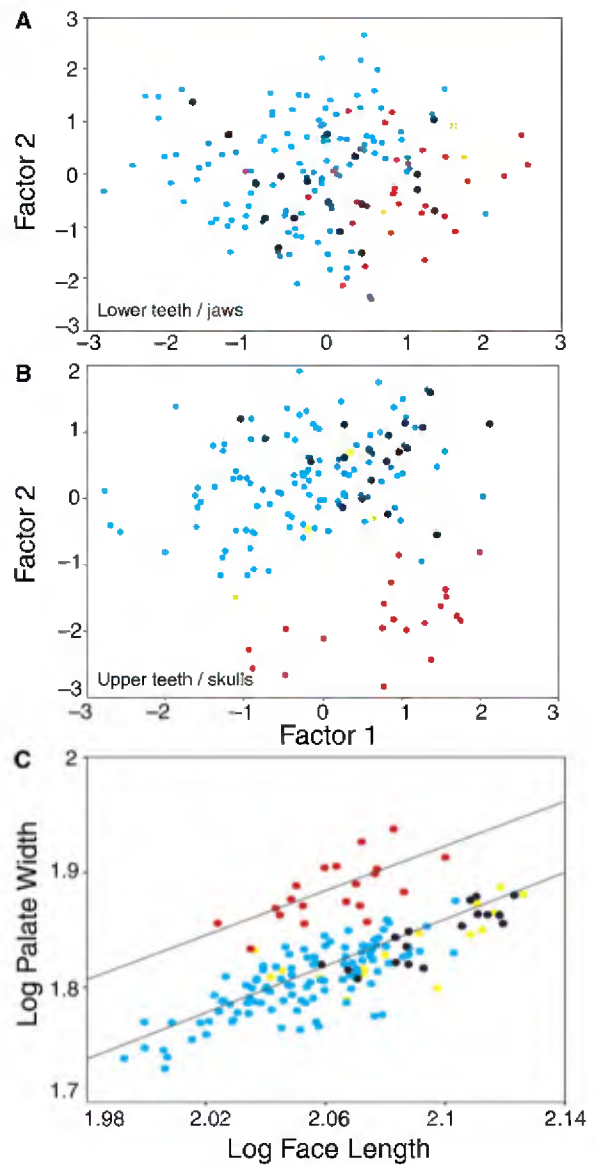 A
3
2
1
0
−1
−2
−3
Factor 2
Lower teeth / jaws
−3 −2 −1 0 1 2 3
B
2
1
0
−1
−2
−3
Factor 2
Upper teeth / skulls
−3 −2 −1 0 1 2 3
Factor 1
C
2
1.9
1.8
1.7
Log Palate Width
1.98 2.02 2.06 2.1 2.14
Log Face Length